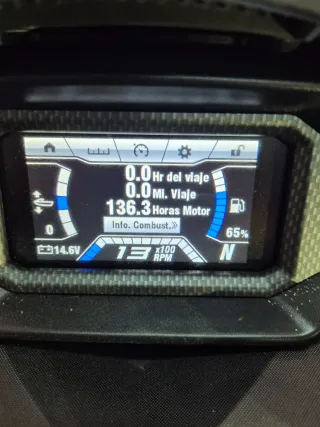 0.0 Hr del viaje
0.0 Mi. Viaje
136.3 Horas Motor
Info. Combust.»
0
65%
14.6V
13 x100 RPM
N